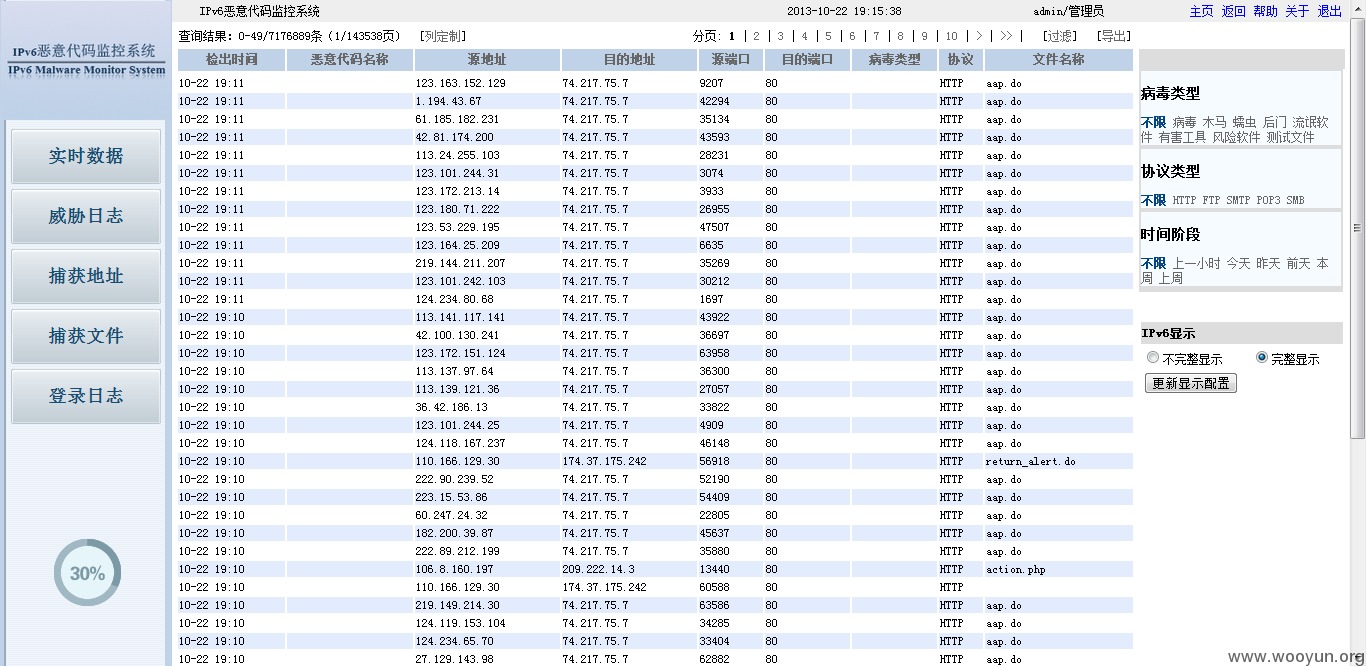 IPv6恶意代码监控系统
IPv6 Malware Monitor System
实时数据
威胁日志
捕获地址
捕获文件
登录日志
30%
IPv6恶意代码监控系统 2013-10-22 19:15:38 admin/管理员 主页 返回 帮助 关于 退出
查询结果：0-49/7176889条（1/143538页） [列定制] 分页: 1 | 2 | 3 | 4 | 5 | 6 | 7 | 8 | 9 | 10 | > | >> | [过滤] [导出]
检出时间 恶意代码名称 源地址 目的地址 源端口 目的端口 病毒类型 协议 文件名称
10-22 19:11 123.163.152.129 74.217.75.7 9207 80 HTTP aap.do
10-22 19:11 1.194.43.67 74.217.75.7 42294 80 HTTP aap.do
10-22 19:11 61.185.182.231 74.217.75.7 35134 80 HTTP aap.do
10-22 19:11 42.81.174.200 74.217.75.7 43593 80 HTTP aap.do
10-22 19:11 113.24.255.103 74.217.75.7 28231 80 HTTP aap.do
10-22 19:11 123.101.244.31 74.217.75.7 3074 80 HTTP aap.do
10-22 19:11 123.172.213.14 74.217.75.7 3933 80 HTTP aap.do
10-22 19:11 123.180.71.222 74.217.75.7 26955 80 HTTP aap.do
10-22 19:11 123.53.229.195 74.217.75.7 47507 80 HTTP aap.do
10-22 19:11 123.164.25.209 74.217.75.7 6635 80 HTTP aap.do
10-22 19:11 219.144.211.207 74.217.75.7 35269 80 HTTP aap.do
10-22 19:11 123.101.242.103 74.217.75.7 30212 80 HTTP aap.do
10-22 19:11 124.234.80.68 74.217.75.7 1697 80 HTTP aap.do
10-22 19:10 113.141.117.141 74.217.75.7 43922 80 HTTP aap.do
10-22 19:10 42.100.130.241 74.217.75.7 36697 80 HTTP aap.do
10-22 19:10 123.172.151.124 74.217.75.7 63958 80 HTTP aap.do
10-22 19:10 113.137.97.64 74.217.75.7 36300 80 HTTP aap.do
10-22 19:10 113.139.121.36 74.217.75.7 27057 80 HTTP aap.do
10-22 19:10 36.42.186.13 74.217.75.7 33822 80 HTTP aap.do
10-22 19:10 123.101.244.25 74.217.75.7 4909 80 HTTP aap.do
10-22 19:10 124.118.167.237 74.217.75.7 46148 80 HTTP aap.do
10-22 19:10 110.166.129.30 174.37.175.242 56918 80 HTTP return_alert.do
10-22 19:10 222.90.239.52 74.217.75.7 52190 80 HTTP aap.do
10-22 19:10 223.15.53.86 74.217.75.7 54409 80 HTTP aap.do
10-22 19:10 60.247.24.32 74.217.75.7 22805 80 HTTP aap.do
10-22 19:10 182.200.39.87 74.217.75.7 45637 80 HTTP aap.do
10-22 19:10 222.89.212.199 74.217.75.7 35880 80 HTTP aap.do
10-22 19:10 106.8.160.197 209.222.14.3 13440 80 HTTP action.php
10-22 19:10 110.166.129.30 174.37.175.242 60588 80 HTTP
10-22 19:10 219.149.214.30 74.217.75.7 63586 80 HTTP aap.do
10-22 19:10 124.119.153.104 74.217.75.7 34285 80 HTTP aap.do
10-22 19:10 124.234.65.70 74.217.75.7 33404 80 HTTP aap.do
10-22 19:10 27.129.143.98 74.217.75.7 62882 80 HTTP aap.do
病毒类型
不限 病毒 木马 蠕虫 后门 流氓软
件 有害工具 风险软件 测试文件
协议类型
不限 HTTP FTP SMTP POP3 SMB
时间阶段
不限 上一小时 今天 昨天 前天 本
周 上周
IPv6显示
不完整显示 完整显示
更新显示配置
www.wooyun.org